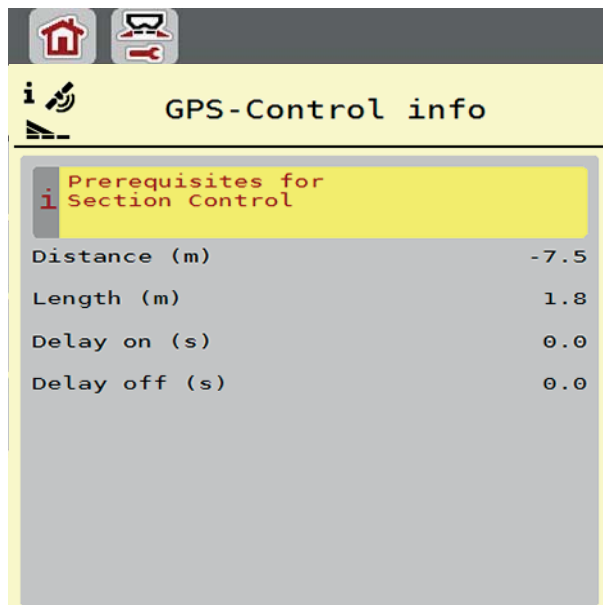 i
GPS-Control info
i
Prerequisites for
Section Control
Distance (m) -7.5
Length (m) 1.8
Delay on (s) 0.0
Delay off (s) 0.0